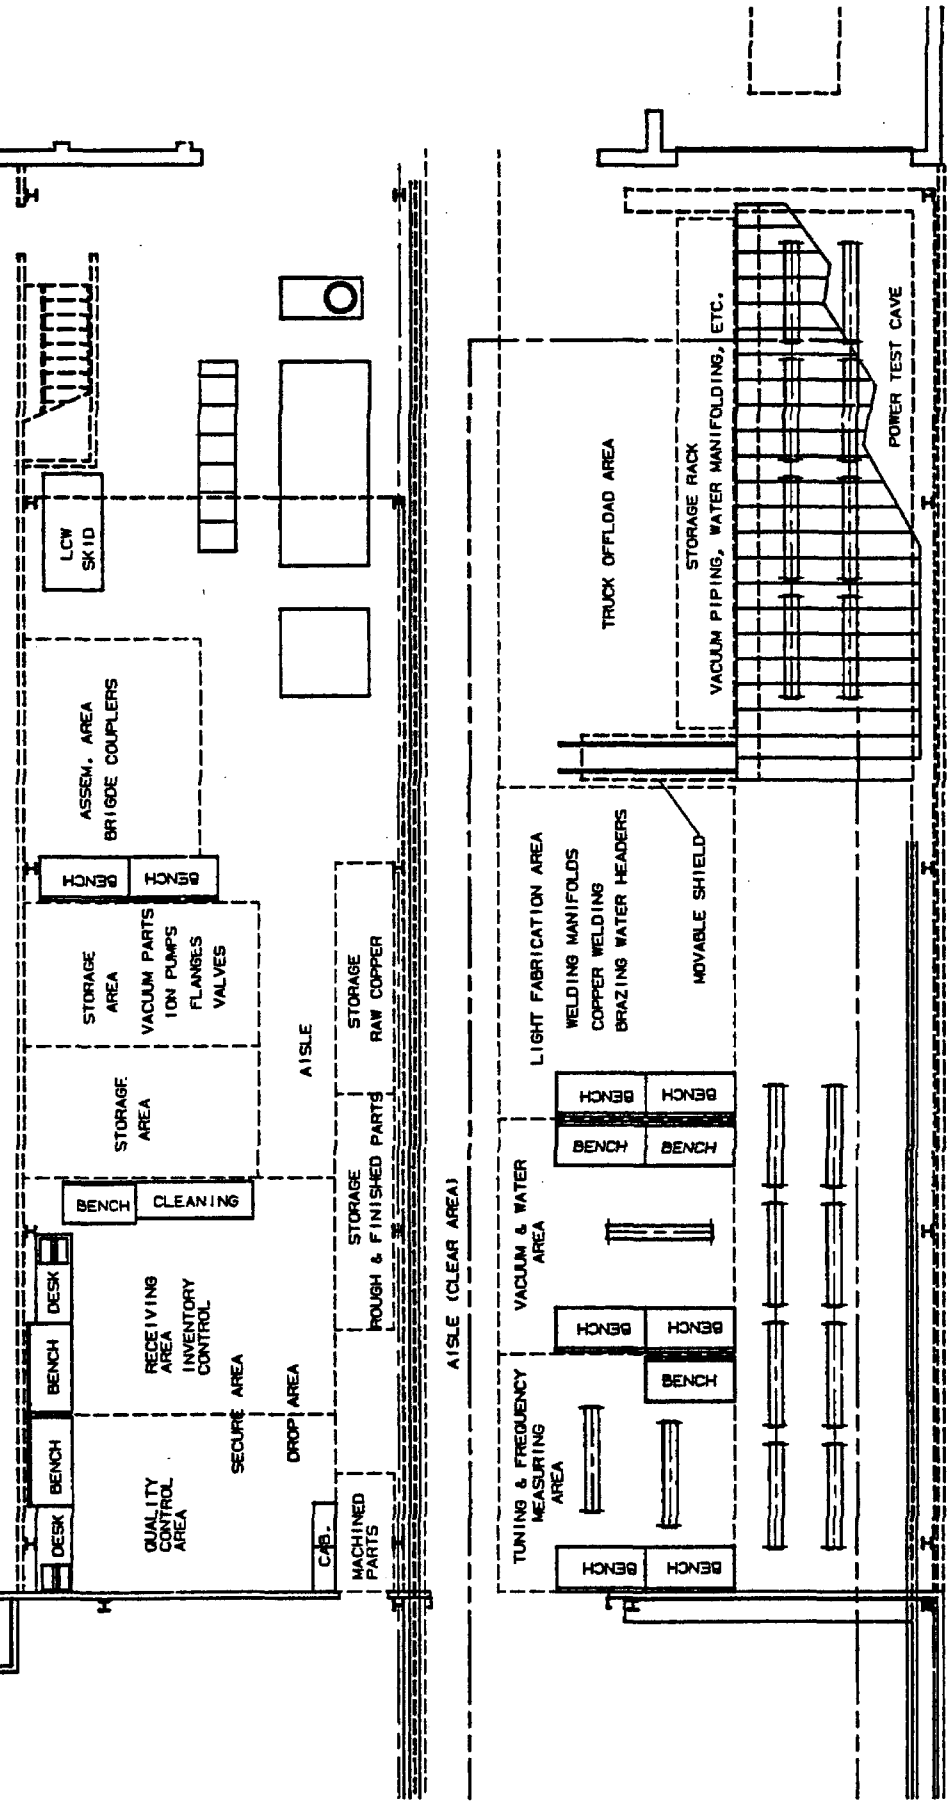 LCW
SKID
ASSEM. AREA
BRIGDE COUPLERS
BENCH
BENCH
STORAGE
AREA
VACUUM PARTS
ION PUMPS
FLANGES
VALVES
STORAGE
AREA
AISLE
STORAGE
RAW COPPER
STORAGE
ROUGH & FINISHED PARTS
BENCH
CLEANING
DESK
BENCH
RECEIVING
AREA
INVENTORY
CONTROL
SECURE AREA
DROP AREA
BENCH
DESK
QUALITY
CONTROL
AREA
CAB.
MACHINED
PARTS
AISLE (CLEAR AREA)
TRUCK OFFLOAD AREA
STORAGE RACK
VACUUM PIPING, WATER MANIFOLDING, ETC.
POWER TEST CAVE
LIGHT FABRICATION AREA
WELDING MANIFOLDS
COPPER WELDING
BRAZING WATER HEADERS
MOVABLE SHIELD
BENCH
BENCH
BENCH
BENCH
VACUUM & WATER
AREA
BENCH
BENCH
BENCH
TUNING & FREQUENCY
MEASURING
AREA
BENCH
BENCH